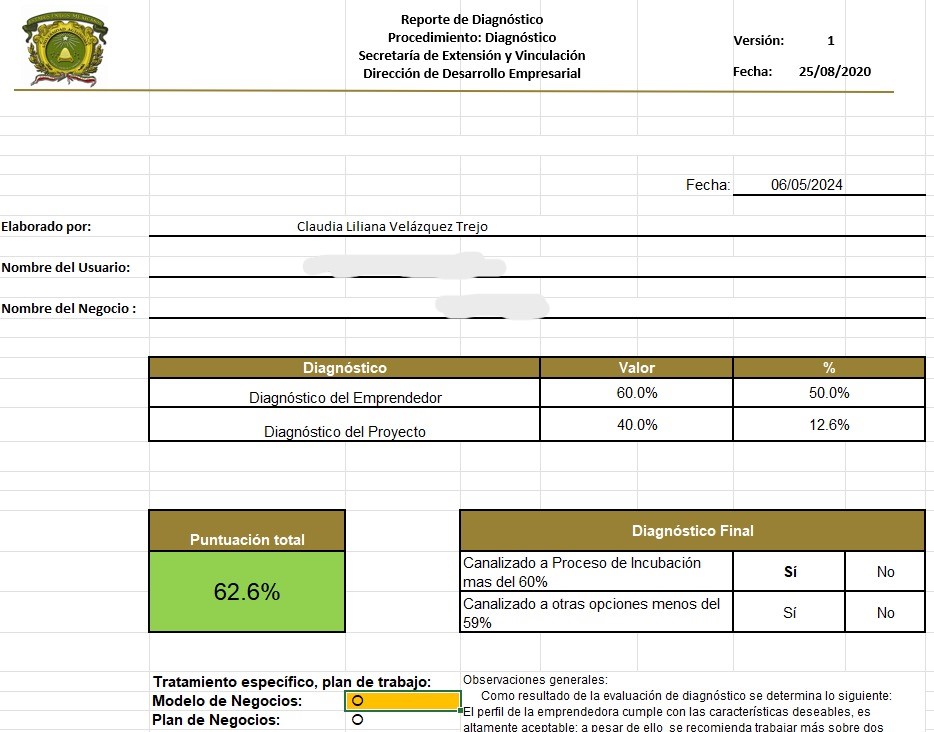 Reporte de Diagnóstico
Procedimiento: Diagnóstico
Secretaría de Extensión y Vinculación
Dirección de Desarrollo Empresarial
Versión: 1
Fecha: 25/08/2020
Fecha: 06/05/2024
Elaborado por: Claudia Liliana Velázquez Trejo
Nombre del Usuario:
Nombre del Negocio :
Diagnóstico Valor %
Diagnóstico del Emprendedor 60.0% 50.0%
Diagnóstico del Proyecto 40.0% 12.6%
Puntuación total
62.6%
Diagnóstico Final
Canalizado a Proceso de Incubación
mas del 60% Sí No
Canalizado a otras opciones menos del
59% Sí No
Tratamiento específico, plan de trabajo:
Modelo de Negocios: O
Plan de Negocios: O
Observaciones generales:
Como resultado de la evaluación de diagnóstico se determina lo siguiente:
El perfil de la emprendedora cumple con las características deseables, es
altamente aceptable; a pesar de ello se recomienda trabajar más sobre dos